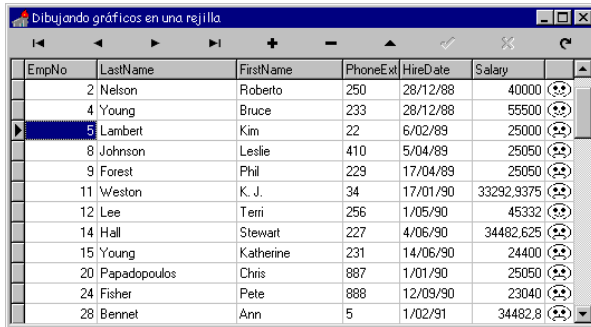 Dibujando gráficos en una rejilla
EmpNo LastName FirstName PhoneExt HireDate Salary
2 Nelson Roberto 250 28/12/88 40000
4 Young Bruce 233 28/12/88 55500
5 Lambert Kim 22 6/02/89 25000
8 Johnson Leslie 410 5/04/89 25050
9 Forest Phil 229 17/04/89 25050
11 Weston K. J. 34 17/01/90 33292,9375
12 Lee Terri 256 1/05/90 45332
14 Hall Stewart 227 4/06/90 34482,625
15 Young Katherine 231 14/06/90 24400
20 Papadopoulos Chris 887 1/01/90 25050
24 Fisher Pete 888 12/09/90 23040
28 Bennet Ann 5 1/02/91 34482,8